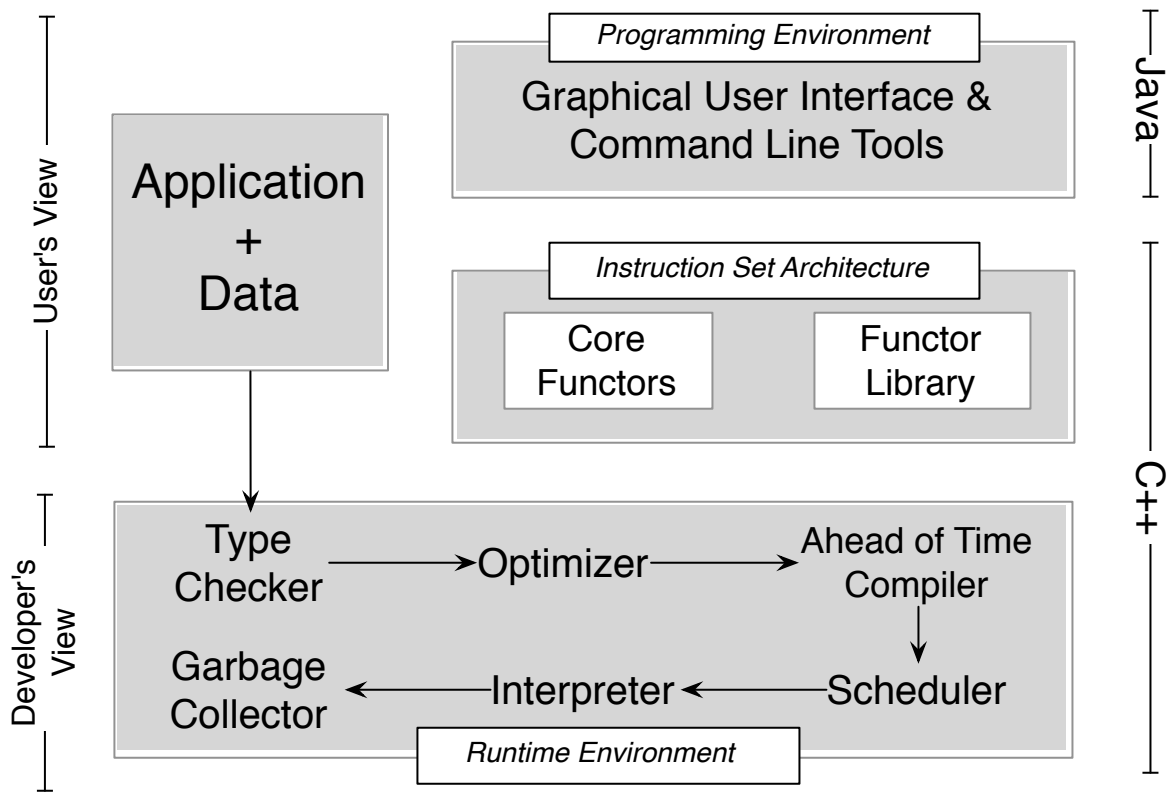 User's View
Application
+
Data
Programming Environment
Graphical User Interface &
Command Line Tools
Java
Instruction Set Architecture
Core
Functors
Functor
Library
C++
Developer's
View
Type
Checker
Optimizer
Ahead of Time
Compiler
Garbage
Collector
Interpreter
Scheduler
Runtime Environment